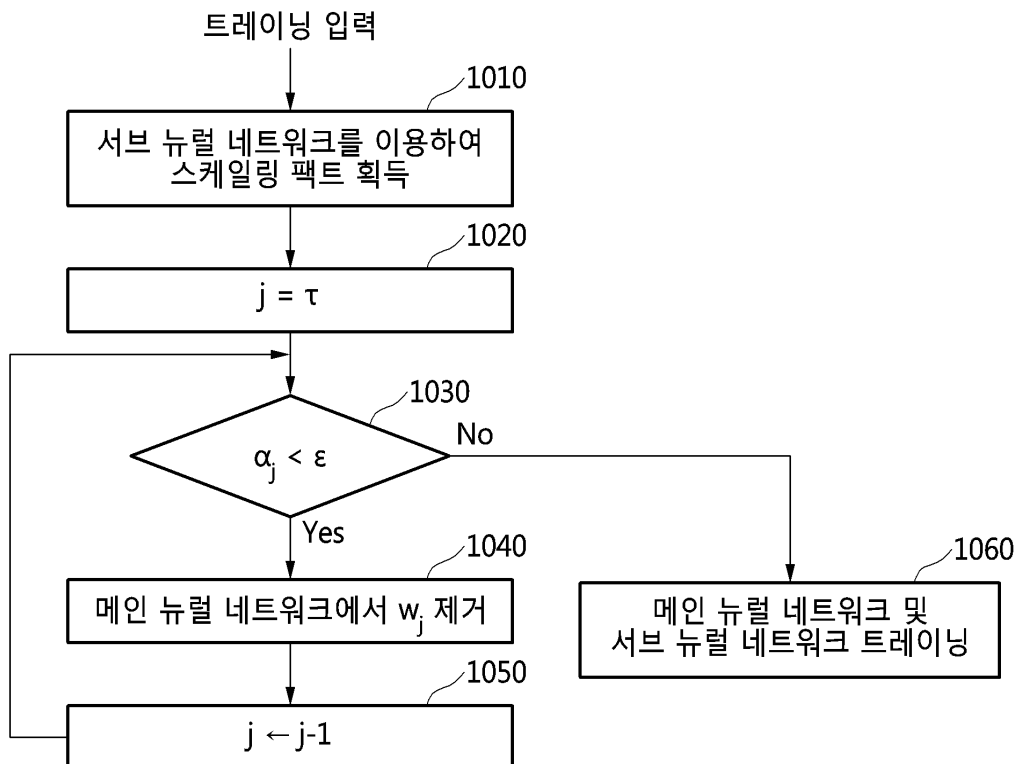 트레이닝 입력
1010
서브 뉴럴 네트워크를 이용하여
스케일링 팩트 획득
1020
j = τ
1030
αj < ε
No
Yes
1040
메인 뉴럴 네트워크에서 wj 제거
1060
메인 뉴럴 네트워크 및
서브 뉴럴 네트워크 트레이닝
1050
j ← j-1